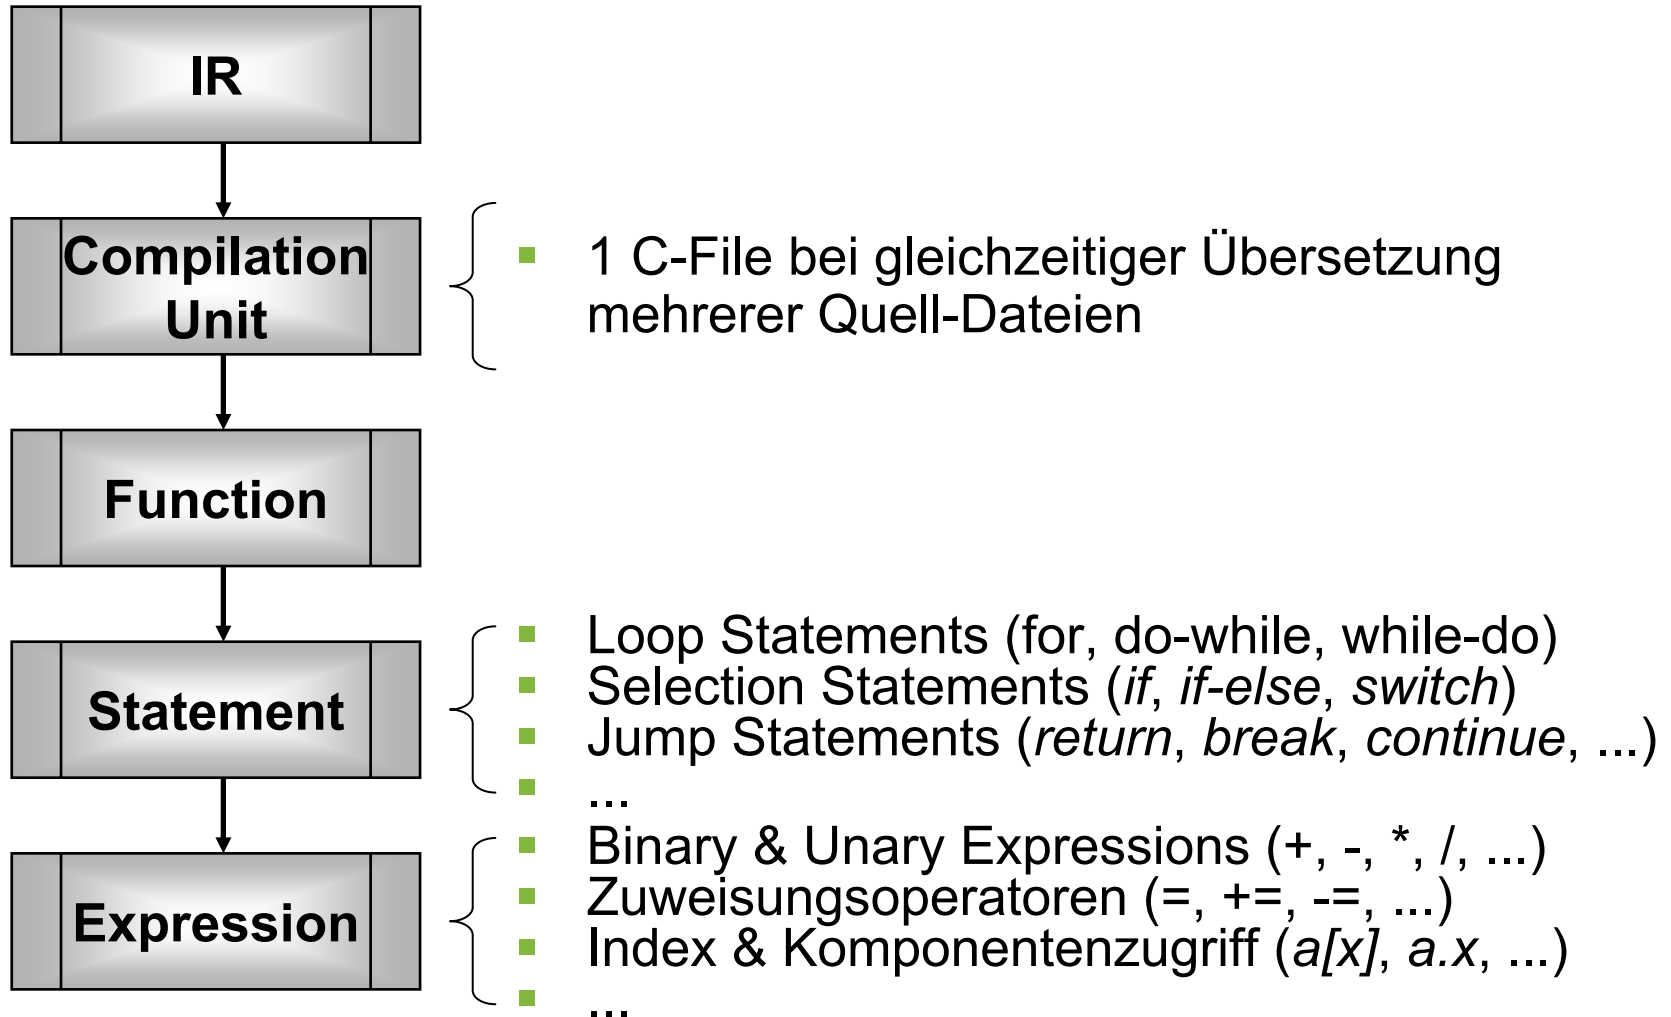 IR
Compilation
Unit
1 C-File bei gleichzeitiger Übersetzung
mehrerer Quell-Dateien
Function
Statement
Loop Statements (for, do-while, while-do)
Selection Statements (if, if-else, switch)
Jump Statements (return, break, continue, ...)
...
Expression
Binary & Unary Expressions (+, -, *, /, ...)
Zuweisungsoperatoren (=, +=, -=, ...)
Index & Komponentenzugriff (a[x], a.x, ...)
...